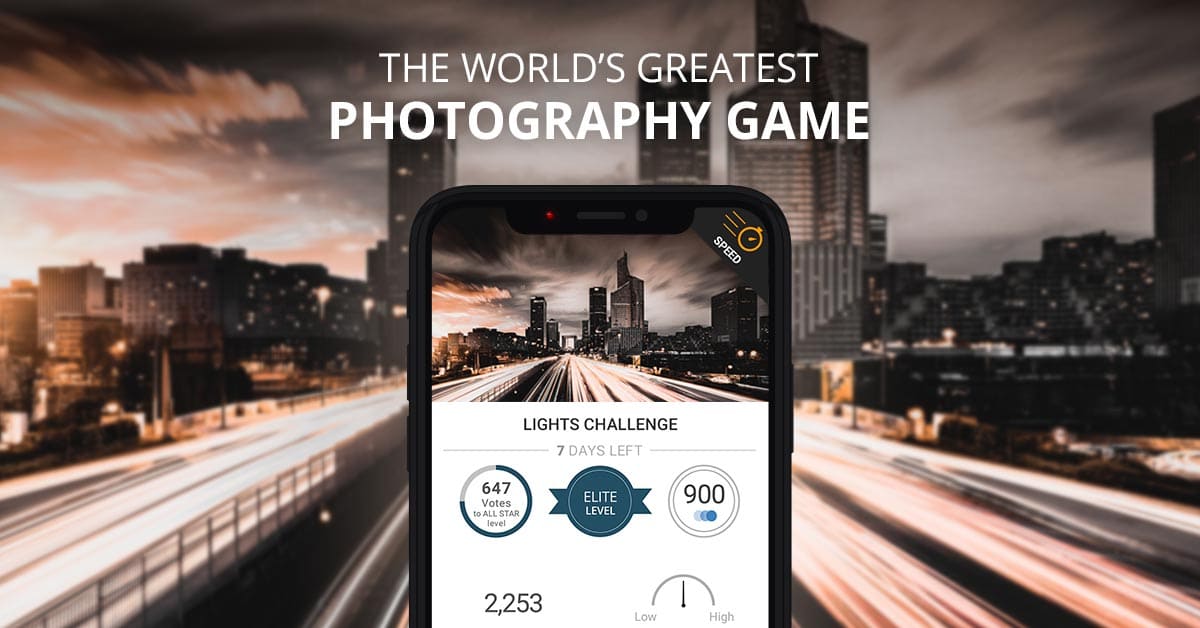 THE WORLD'S GREATEST
PHOTOGRAPHY GAME
SPEED
LIGHTS CHALLENGE
7 DAYS LEFT
647
Votes
to ALL STAR
level
ELITE
LEVEL
900
2,253
Low
High